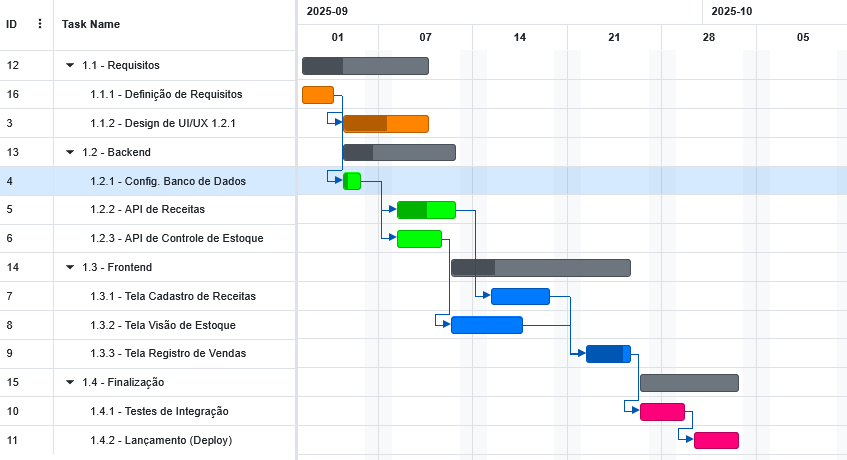 ID Task Name 2025-09 2025-10
01 07 14 21 28 05
12 1.1 - Requisitos
16 1.1.1 - Definição de Requisitos
3 1.1.2 - Design de UI/UX 1.2.1
13 1.2 - Backend
4 1.2.1 - Config. Banco de Dados
5 1.2.2 - API de Receitas
6 1.2.3 - API de Controle de Estoque
14 1.3 - Frontend
7 1.3.1 - Tela Cadastro de Receitas
8 1.3.2 - Tela Visão de Estoque
9 1.3.3 - Tela Registro de Vendas
15 1.4 - Finalização
10 1.4.1 - Testes de Integração
11 1.4.2 - Lançamento (Deploy)